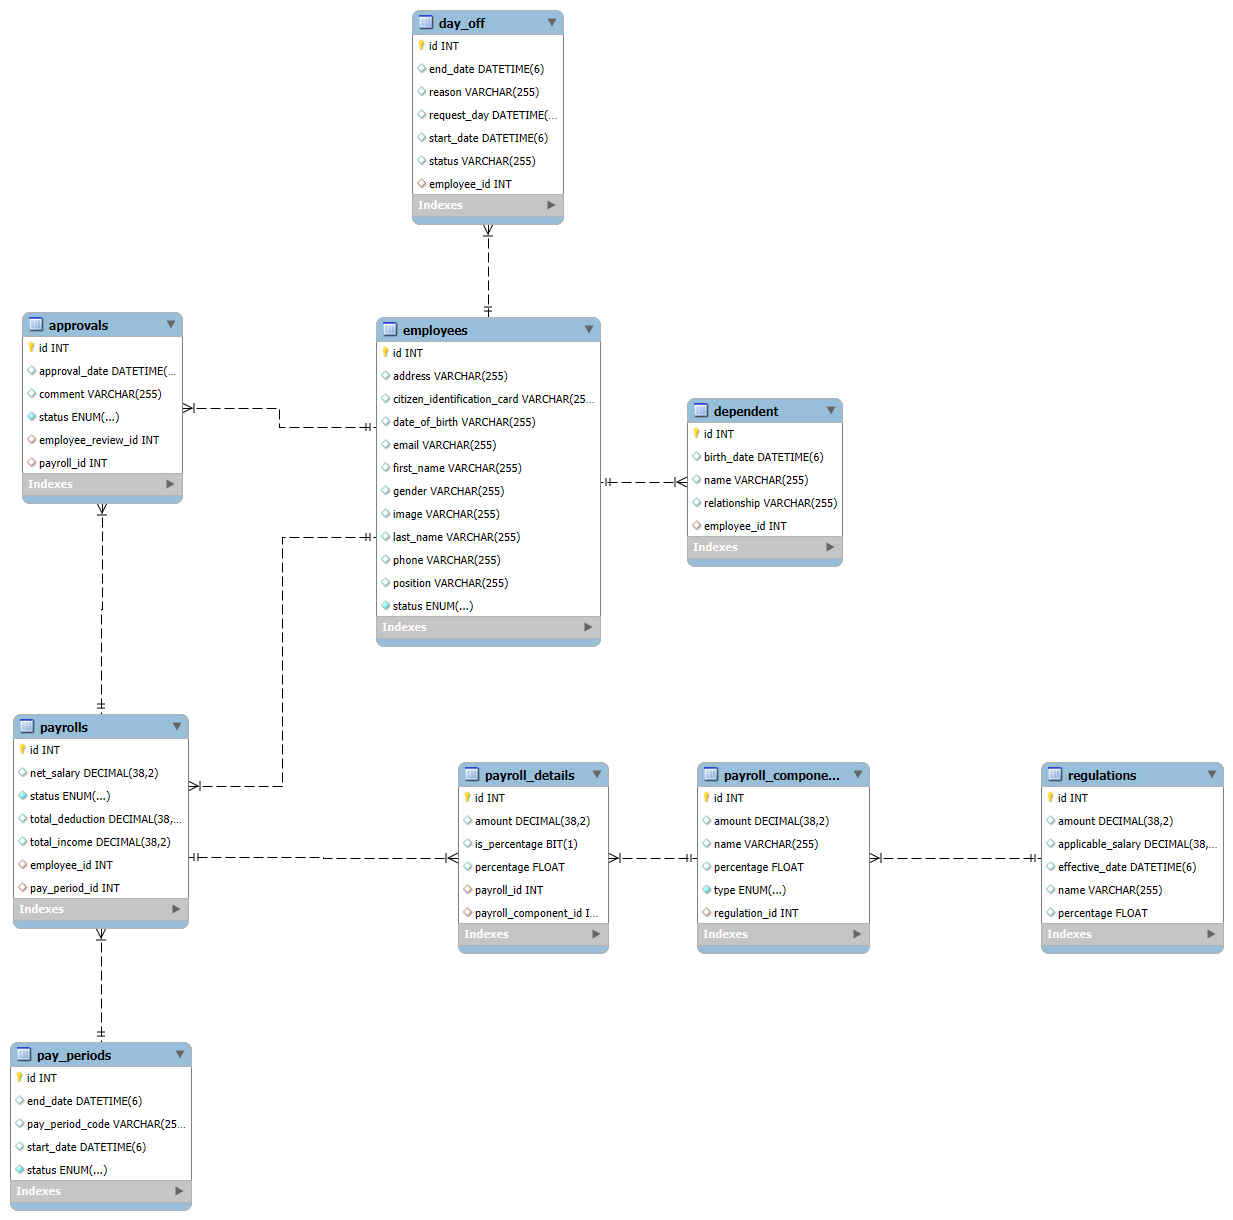 day_off
id INT
end_date DATETIME(6)
reason VARCHAR(255)
request_day DATETIME(...
start_date DATETIME(6)
status VARCHAR(255)
employee_id INT
Indexes
approvals
id INT
approval_date DATETIME(...
comment VARCHAR(255)
status ENUM(...)
employee_review_id INT
payroll_id INT
Indexes
employees
id INT
address VARCHAR(255)
citizen_identification_card VARCHAR(25...
date_of_birth VARCHAR(255)
email VARCHAR(255)
first_name VARCHAR(255)
gender VARCHAR(255)
image VARCHAR(255)
last_name VARCHAR(255)
phone VARCHAR(255)
position VARCHAR(255)
status ENUM(...)
Indexes
dependent
id INT
birth_date DATETIME(6)
name VARCHAR(255)
relationship VARCHAR(255)
employee_id INT
Indexes
payrolls
id INT
net_salary DECIMAL(38,2)
status ENUM(...)
total_deduction DECIMAL(38,...
total_income DECIMAL(38,2)
employee_id INT
pay_period_id INT
Indexes
payroll_details
id INT
amount DECIMAL(38,2)
is_percentage BIT(1)
percentage FLOAT
payroll_id INT
payroll_component_id I...
Indexes
payroll_compone...
id INT
amount DECIMAL(38,2)
name VARCHAR(255)
percentage FLOAT
type ENUM(...)
regulation_id INT
Indexes
regulations
id INT
amount DECIMAL(38,2)
applicable_salary DECIMAL(38,...
effective_date DATETIME(6)
name VARCHAR(255)
percentage FLOAT
Indexes
pay_periods
id INT
end_date DATETIME(6)
pay_period_code VARCHAR(25...
start_date DATETIME(6)
status ENUM(...)
Indexes